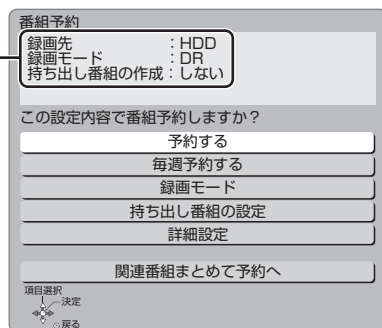 番組予約
録画先　　　　　：HDD
録画モード　　　：DR
持ち出し番組の作成：しない
この設定内容で番組予約しますか？
予約する
毎週予約する
録画モード
持ち出し番組の設定
詳細設定
関連番組まとめて予約へ
項目選択
決定
戻る